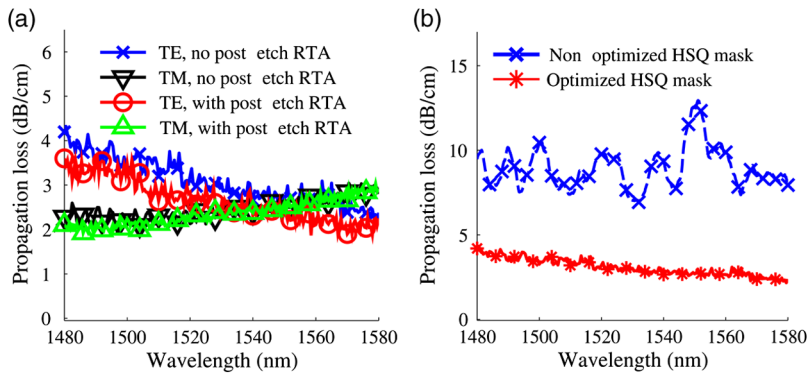 (a)
Propagation loss (dB/cm)
6
5
4
3
2
1
0
TE, no post etch RTA
TM, no post etch RTA
TE, with post etch RTA
TM, with post etch RTA
1480 1500 1520 1540 1560 1580
Wavelength (nm)
(b)
Propagation loss (dB/cm)
15
10
5
0
Non optimized HSQ mask
Optimized HSQ mask
1480 1500 1520 1540 1560 1580
Wavelength (nm)